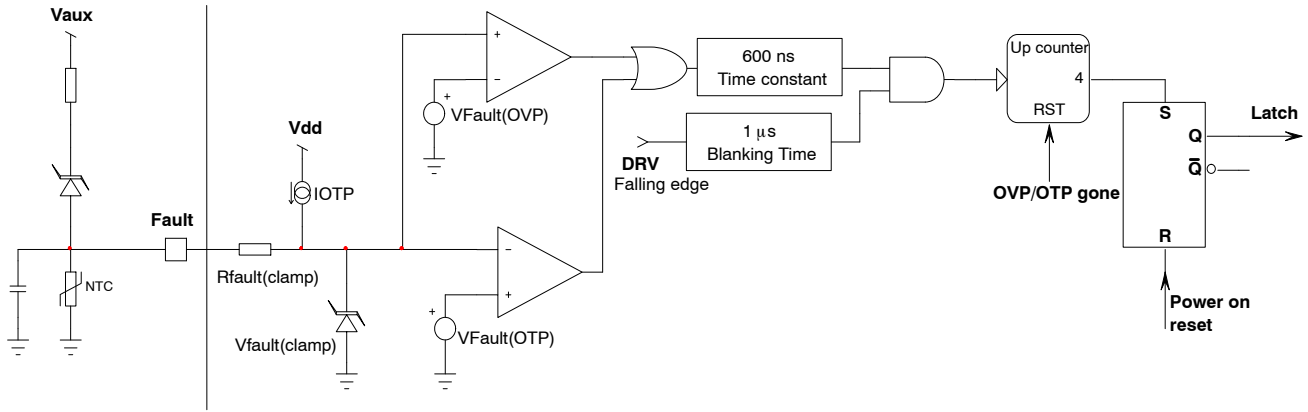 Vaux
Fault
NTC
Vdd
IOTP
Rfault(clamp)
Vfault(clamp)
+
−
+
VFault(OVP)
−
+
+
VFault(OTP)
600 ns
Time constant
1 μs
Blanking Time
DRV
Falling edge
Up counter
4
RST
OVP/OTP gone
S
Q
Q̅
R
Latch
Power on
reset